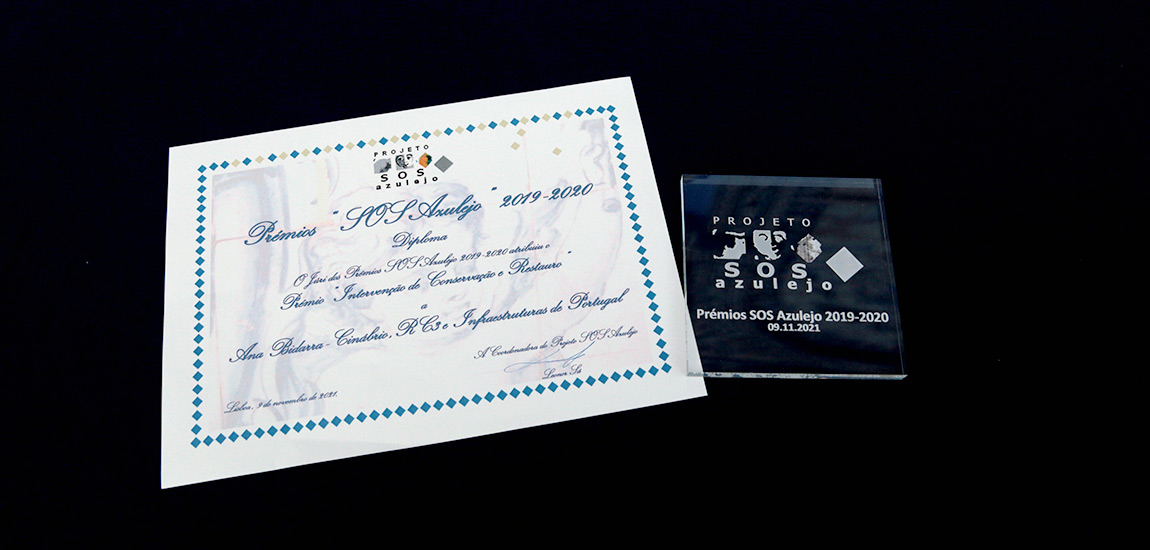 PROJETO
SOS
azulejo
Prémios "SOS Azulejo" 2019-2020
Diploma
O Júri dos Prémios SOS Azulejo 2019-2020 atribuiu o
Prémio "Intervenção de Conservação e Restauro"
a
Ana Bidarra - Cinábrio, RC3 e Infraestruturas de Portugal
A Coordenadora do Projeto SOS Azulejo
Leonor Sá
Lisboa, 9 de novembro de 2021.
PROJETO
SOS
azulejo
Prémios SOS Azulejo 2019-2020
09.11.2021